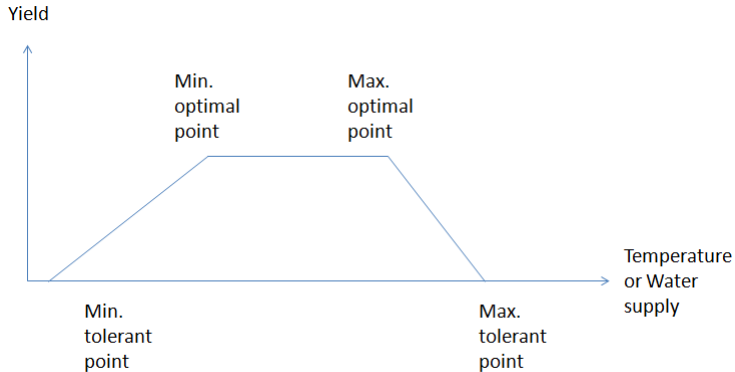 Yield
Min.
optimal
point
Max.
optimal
point
Temperature
or Water
supply
Min.
tolerant
point
Max.
tolerant
point